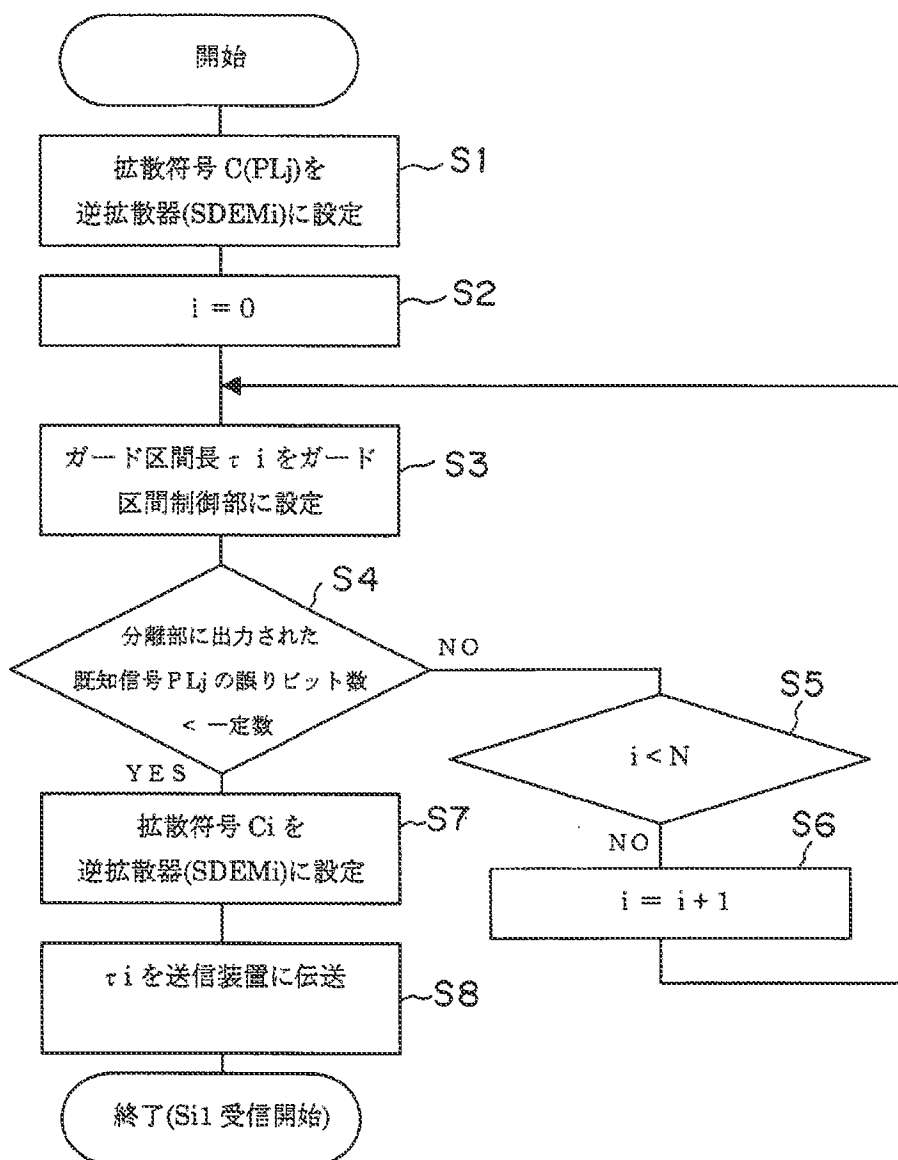 開始
拡散符号 C(PLj)を
逆拡散器(SDEMi)に設定
S1
i = 0
S2
ガード区間長 τ i をガード
区間制御部に設定
S3
S4
分離部に出力された
既知信号PLj の誤りビット数
< 一定数
NO
YES
S5
i < N
NO
S6
i = i + 1
拡散符号 Ci を
逆拡散器(SDEMi)に設定
S7
τ i を送信装置に伝送
S8
終了(Si1 受信開始)